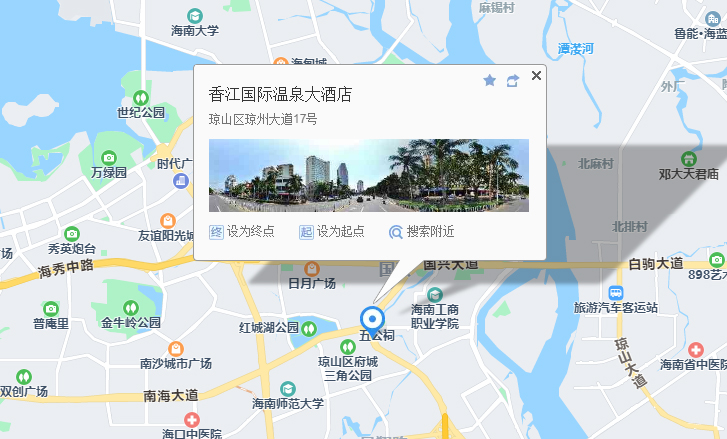 麻锡村
海南大学
鲁能·海蓝
潭涝河
海甸城
香江国际温泉大酒店
琼山区琼州大道17号
终 设为终点
起 设为起点
搜索附近
外厂
世纪公园
时代广
万绿园
北麻村
邓大天君庙
友谊阳光城
秀英炮台
北排村
广场
海秀中路
国
国兴大道
白驹大道
898艺术
日月广场
旅游汽车客运站
普庵里
金牛岭公园
海南工商
职业学院
红城湖公园
五公祠
琼山大道
南沙城市广场
琼山区府城
三角公园
海南省中医院
双创广场
南海大道
海南师范大学
海口中医院